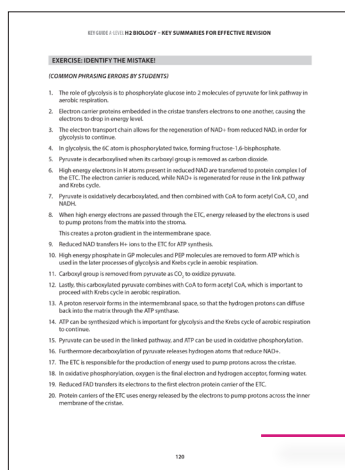 KEY GUIDE A-LEVEL H2 BIOLOGY – KEY SUMMARIES FOR EFFECTIVE REVISION
EXERCISE: IDENTIFY THE MISTAKE!
(COMMON PHRASING ERRORS BY STUDENTS)
1. The role of glycolysis is to phosphorylate glucose into 2 molecules of pyruvate for link pathway in
aerobic respiration.
2. Electron carrier proteins embedded in the cristae transfers electrons to one another, causing the
electrons to drop in energy level.
3. The electron transport chain allows for the regeneration of NAD+ from reduced NAD, in order for
glycolysis to continue.
4. In glycolysis, the 6C atom is phosphorylated twice, forming fructose-1,6-bisphosphate.
5. Pyruvate is decarboxylised when its carboxyl group is removed as carbon dioxide.
6. High energy electrons in H atoms present in reduced NAD are transferred to protein complex I of
the ETC. The electron carrier is reduced, while NAD+ is regenerated for reuse in the link pathway
and Krebs cycle.
7. Pyruvate is oxidatively decarboxylated, and then combined with CoA to form acetyl CoA, CO₂ and
NADH.
8. When high energy electrons are passed through the ETC, energy released by the electrons is used
to pump protons from the matrix into the stroma.
This creates a proton gradient in the intermembrane space.
9. Reduced NAD transfers H+ ions to the ETC for ATP synthesis.
10. High energy phosphate in GP molecules and PEP molecules are removed to form ATP which is
used in the later processes of glycolysis and Krebs cycle in aerobic respiration.
11. Carboxyl group is removed from pyruvate as CO₂ to oxidize pyruvate.
12. Lastly, this carboxylated pyruvate combines with CoA to form acetyl CoA, which is important to
proceed with Krebs cycle in aerobic respiration.
13. A proton reservoir forms in the intermembranal space, so that the hydrogen protons can diffuse
back into the matrix through the ATP synthase.
14. ATP can be synthesized which is important for glycolysis and the Krebs cycle of aerobic respiration
to continue.
15. Pyruvate can be used in the linked pathway, and ATP can be used in oxidative phosphorylation.
16. Furthermore decarboxylation of pyruvate releases hydrogen atoms that reduce NAD+.
17. The ETC is responsible for the production of energy used to pump protons across the cristae.
18. In oxidative phosphorylation, oxygen is the final electron and hydrogen acceptor, forming water.
19. Reduced FAD transfers its electrons to the first electron protein carrier of the ETC.
20. Protein carriers of the ETC uses energy released by the electrons to pump protons across the inner
membrane of the cristae.
120